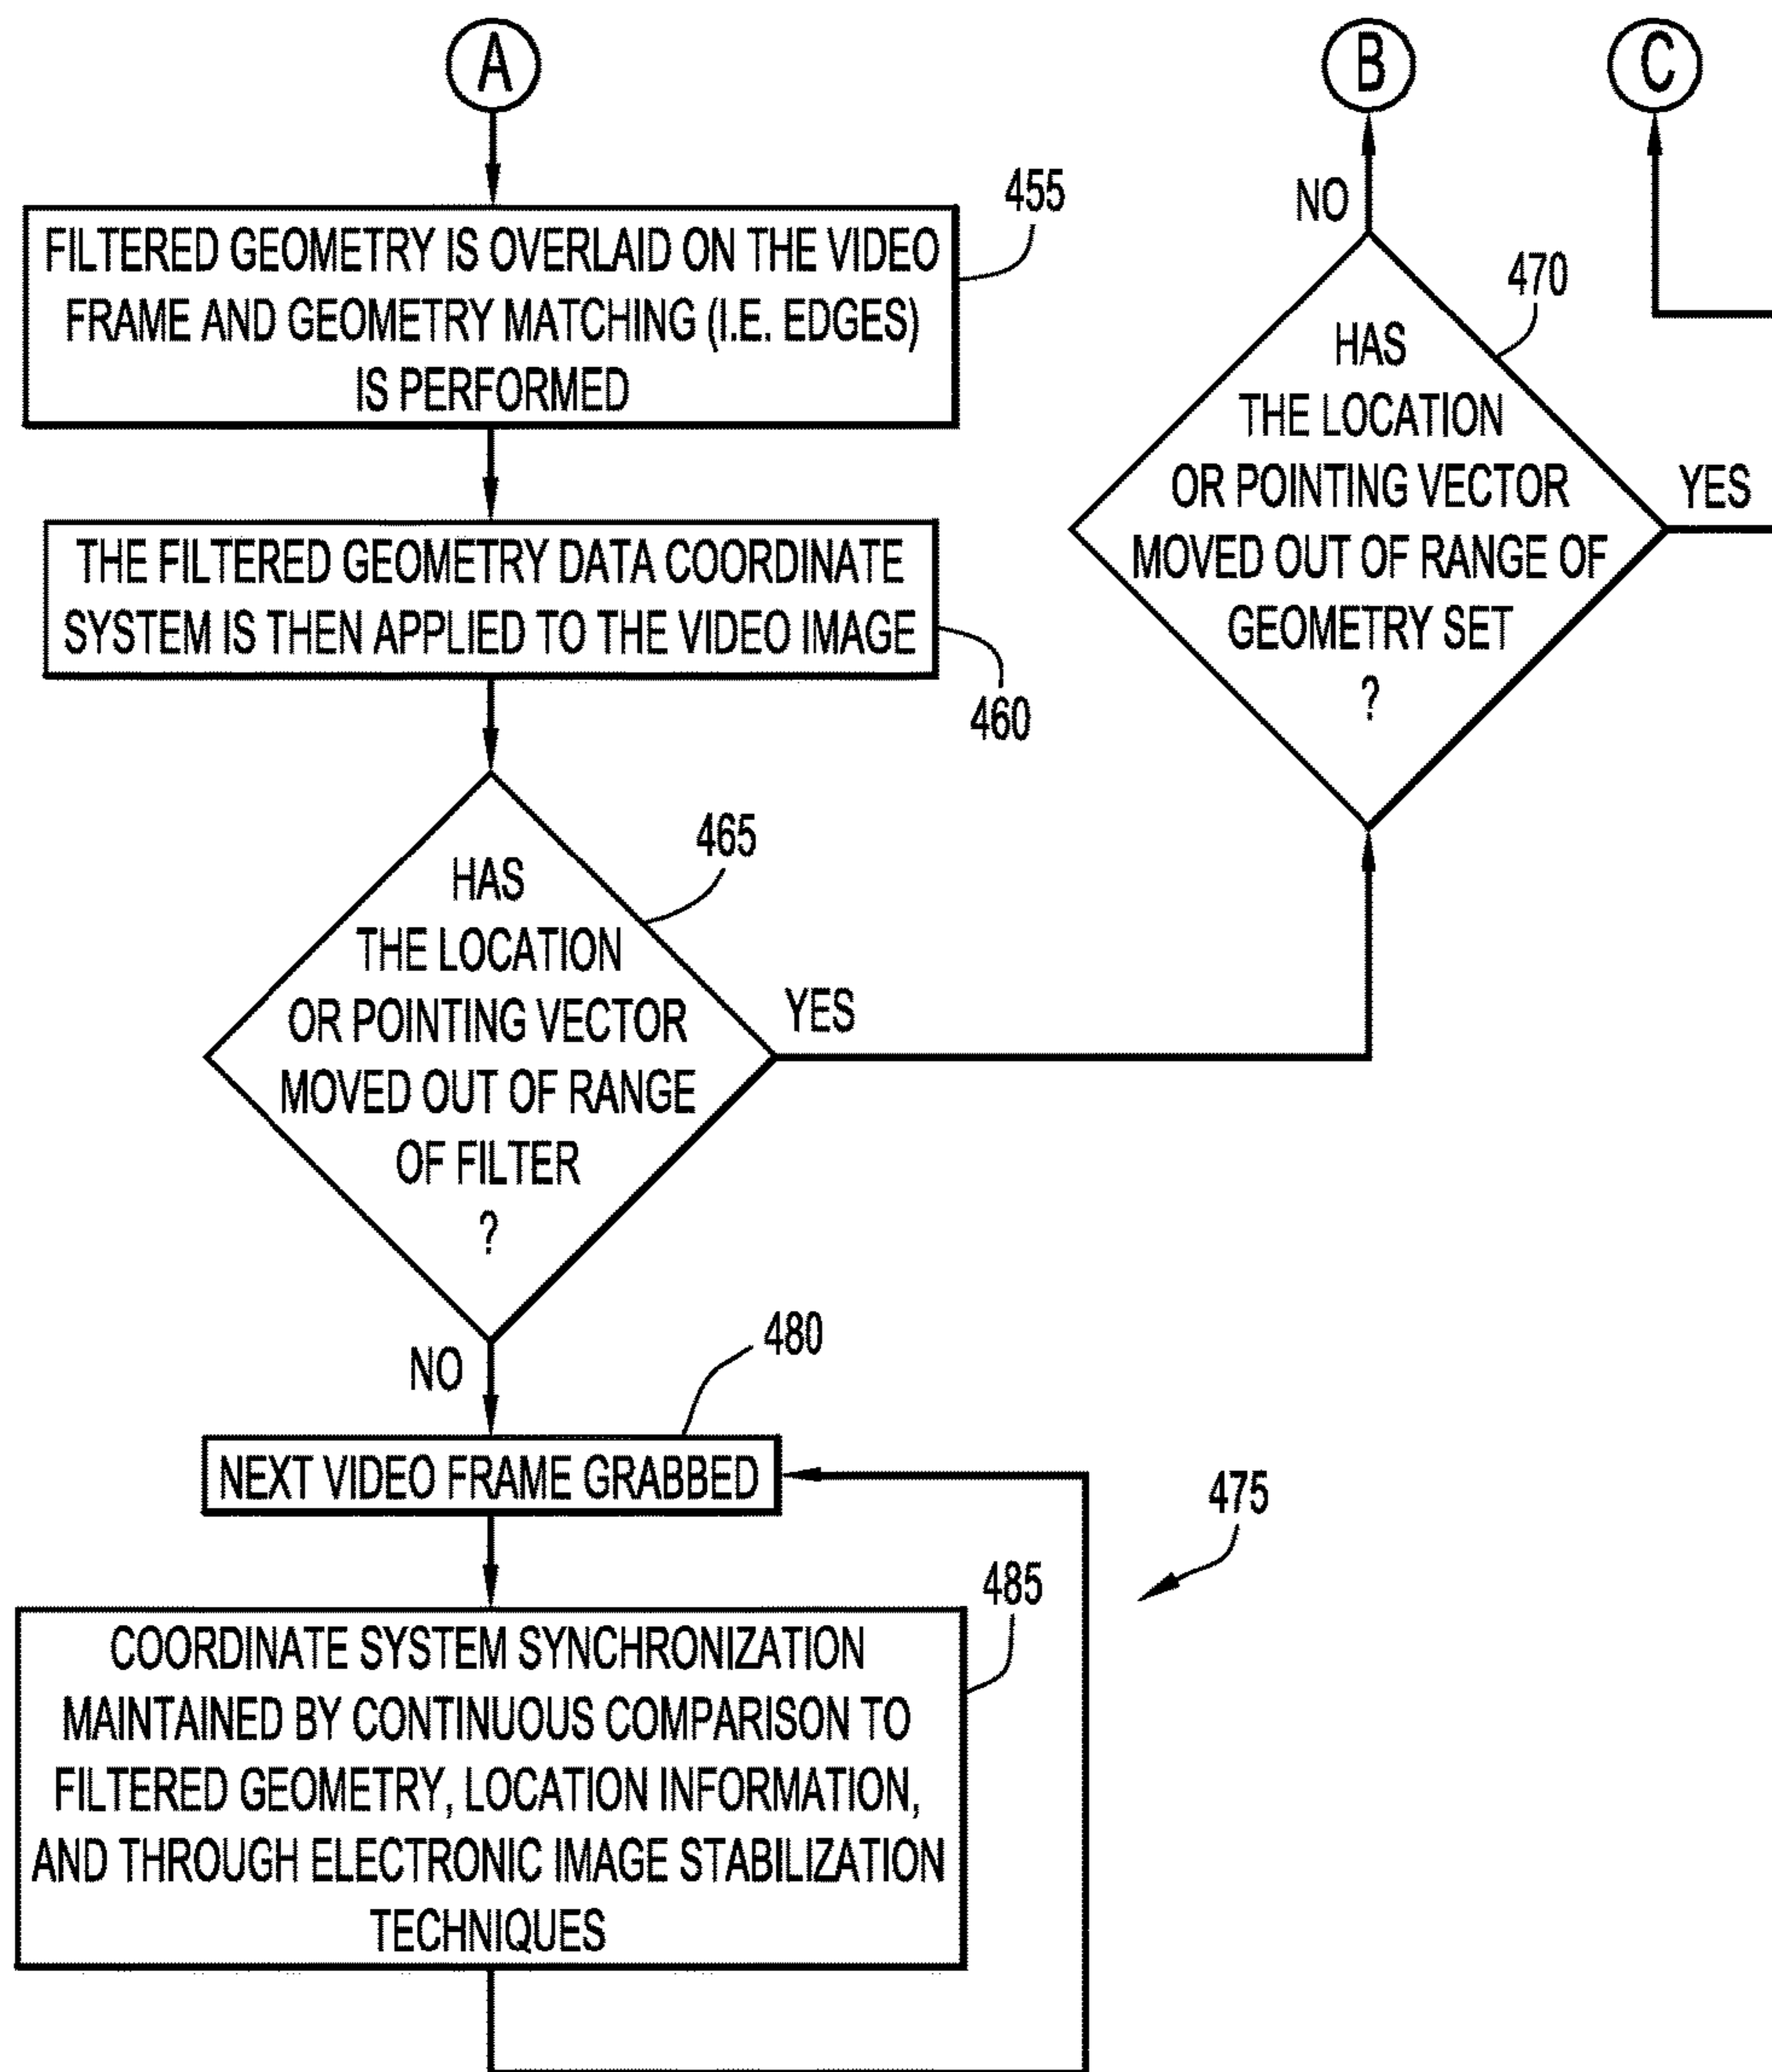 A
455
FILTERED GEOMETRY IS OVERLAID ON THE VIDEO
FRAME AND GEOMETRY MATCHING (I.E. EDGES)
IS PERFORMED
THE FILTERED GEOMETRY DATA COORDINATE
SYSTEM IS THEN APPLIED TO THE VIDEO IMAGE
460
465
HAS
THE LOCATION
OR POINTING VECTOR
MOVED OUT OF RANGE
OF FILTER
?
YES
NO
B
C
NO
470
HAS
THE LOCATION
OR POINTING VECTOR
MOVED OUT OF RANGE OF
GEOMETRY SET
?
YES
480
NEXT VIDEO FRAME GRABBED
475
485
COORDINATE SYSTEM SYNCHRONIZATION
MAINTAINED BY CONTINUOUS COMPARISON TO
FILTERED GEOMETRY, LOCATION INFORMATION,
AND THROUGH ELECTRONIC IMAGE STABILIZATION
TECHNIQUES